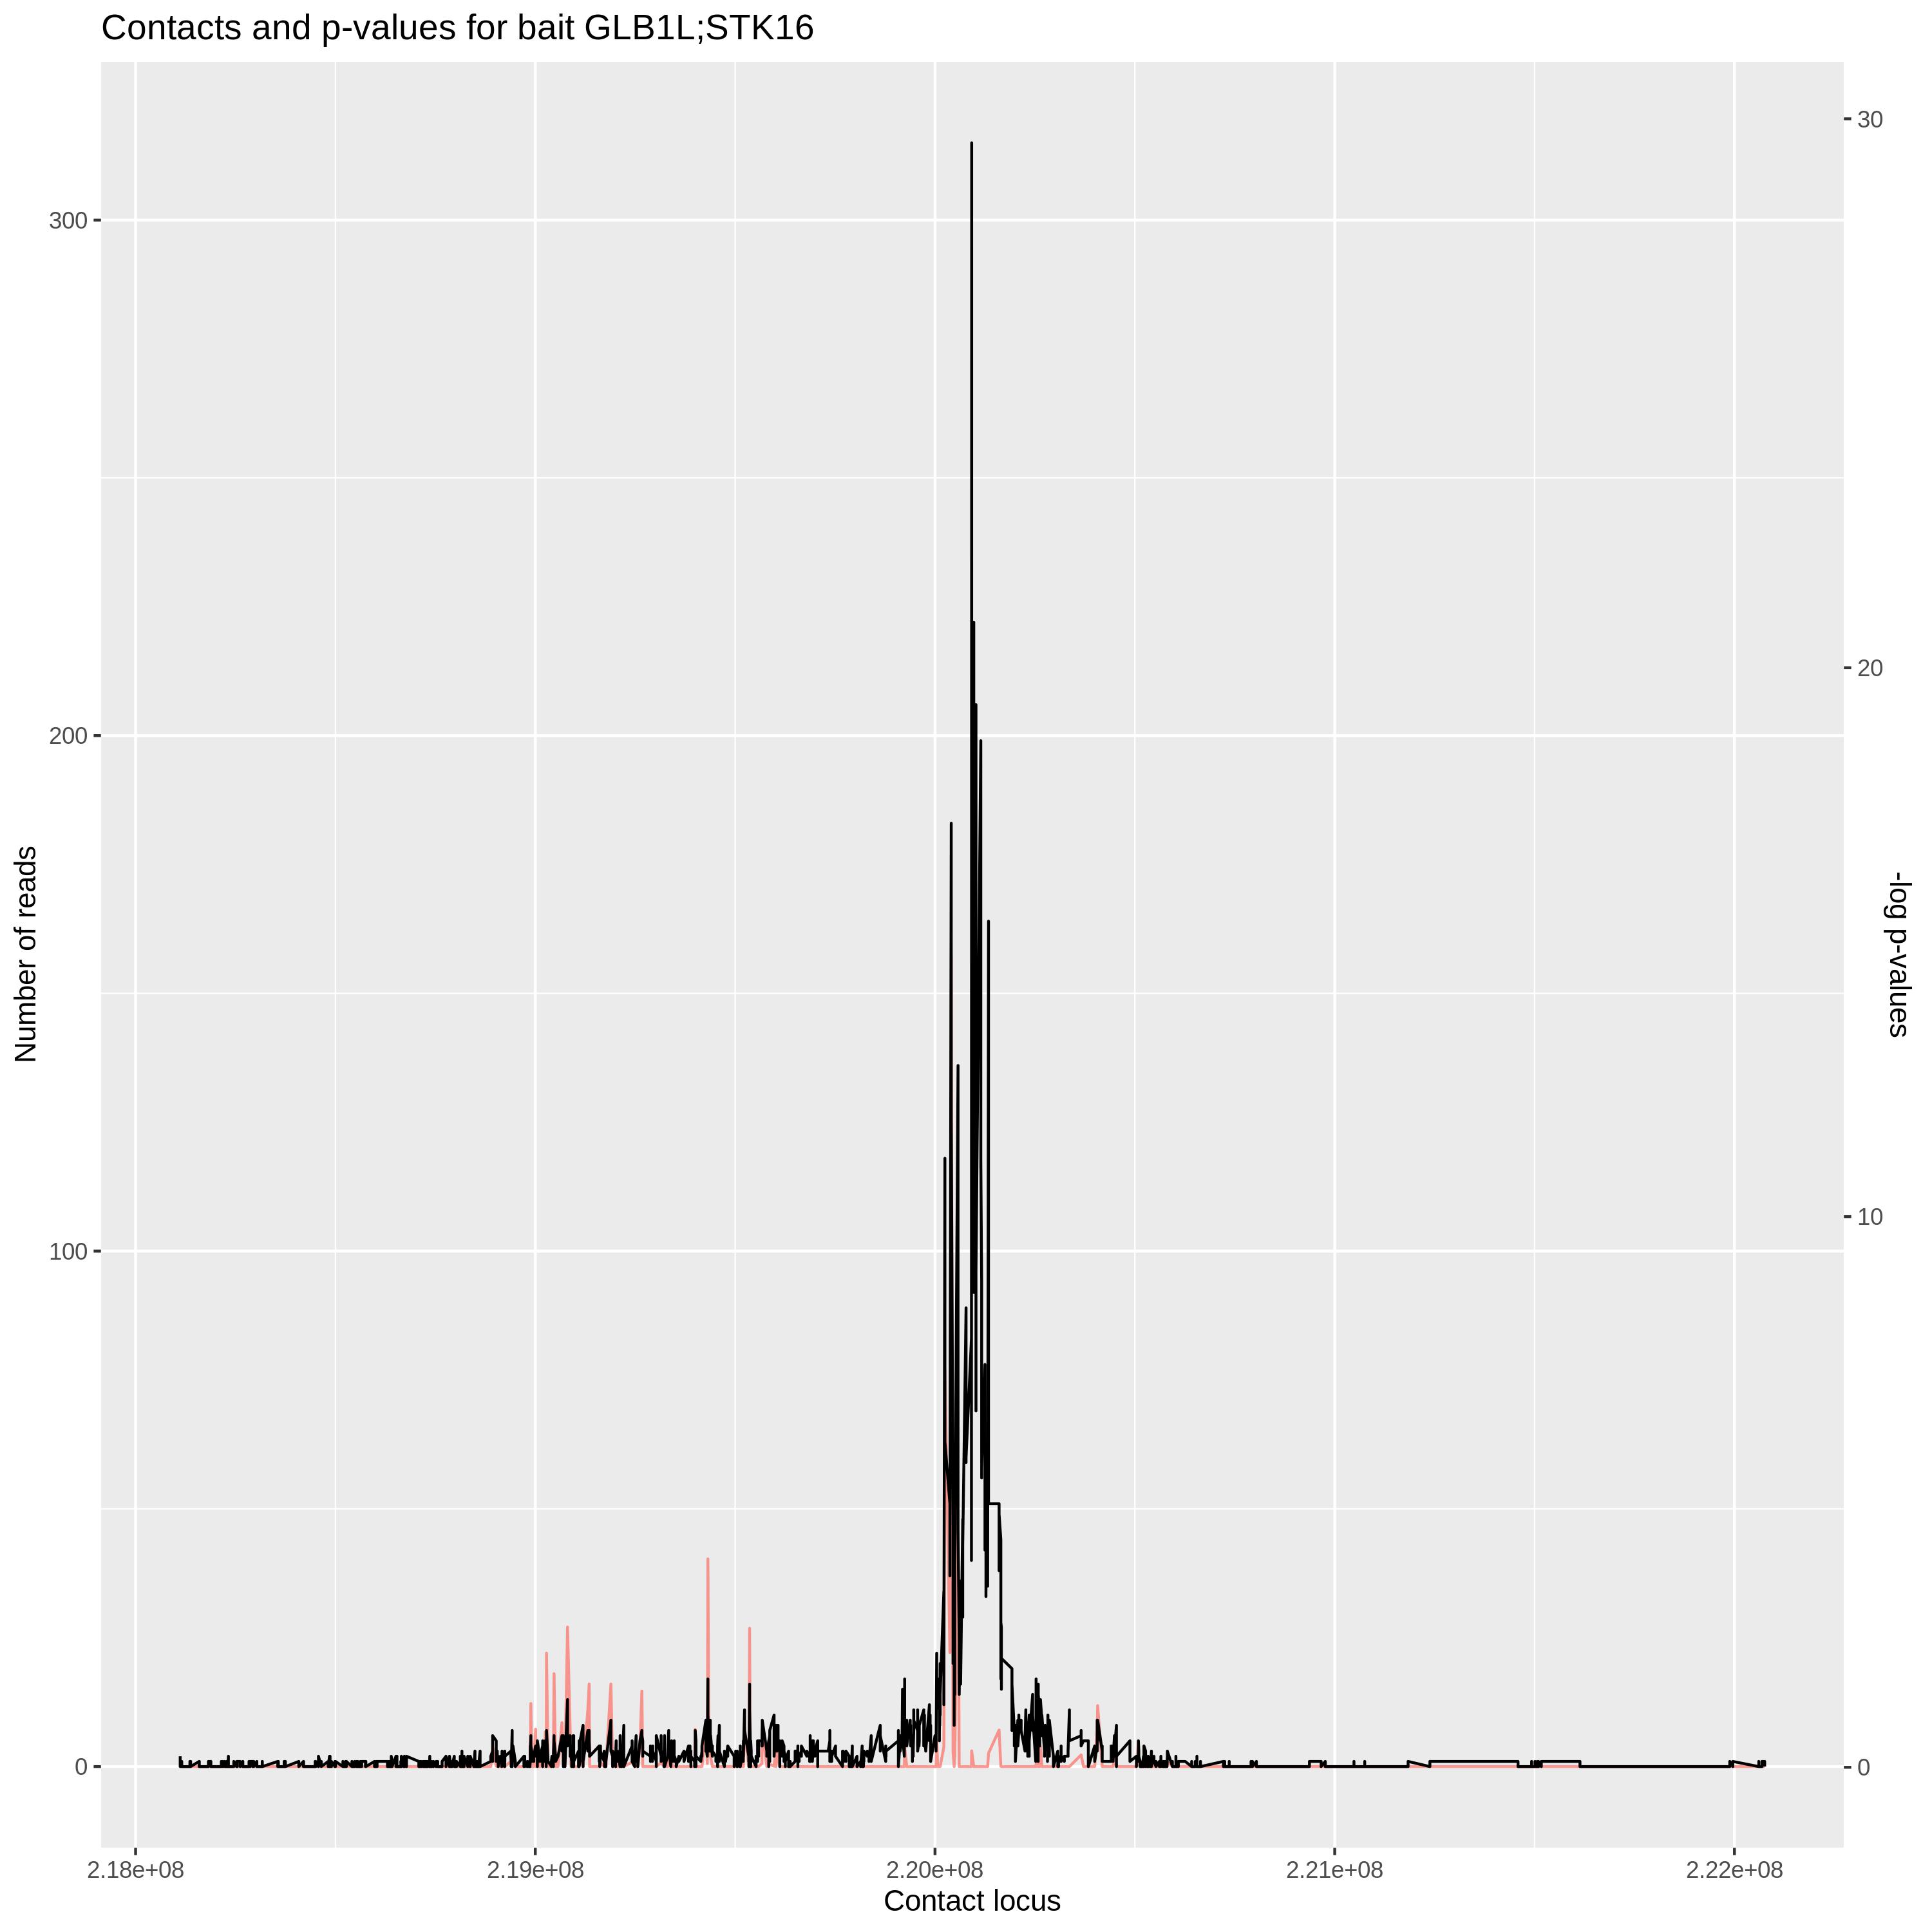 Contacts and p-values for bait GLB1L;STK16
300
200
100
0
Number of reads
30
20
10
0
-log p-values
2.18e+08
2.19e+08
2.20e+08
2.21e+08
2.22e+08
Contact locus